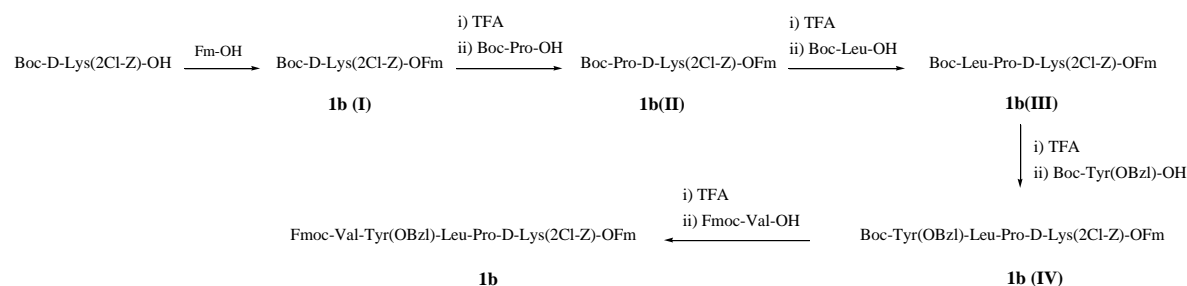 Boc-D-Lys(2Cl-Z)-OH
Fm-OH
Boc-D-Lys(2Cl-Z)-OFm
1b (I)
i) TFA
ii) Boc-Pro-OH
Boc-Pro-D-Lys(2Cl-Z)-OFm
1b(II)
i) TFA
ii) Boc-Leu-OH
Boc-Leu-Pro-D-Lys(2Cl-Z)-OFm
1b(III)
i) TFA
ii) Boc-Tyr(OBzl)-OH
Boc-Tyr(OBzl)-Leu-Pro-D-Lys(2Cl-Z)-OFm
1b (IV)
i) TFA
ii) Fmoc-Val-OH
Fmoc-Val-Tyr(OBzl)-Leu-Pro-D-Lys(2Cl-Z)-OFm
1b